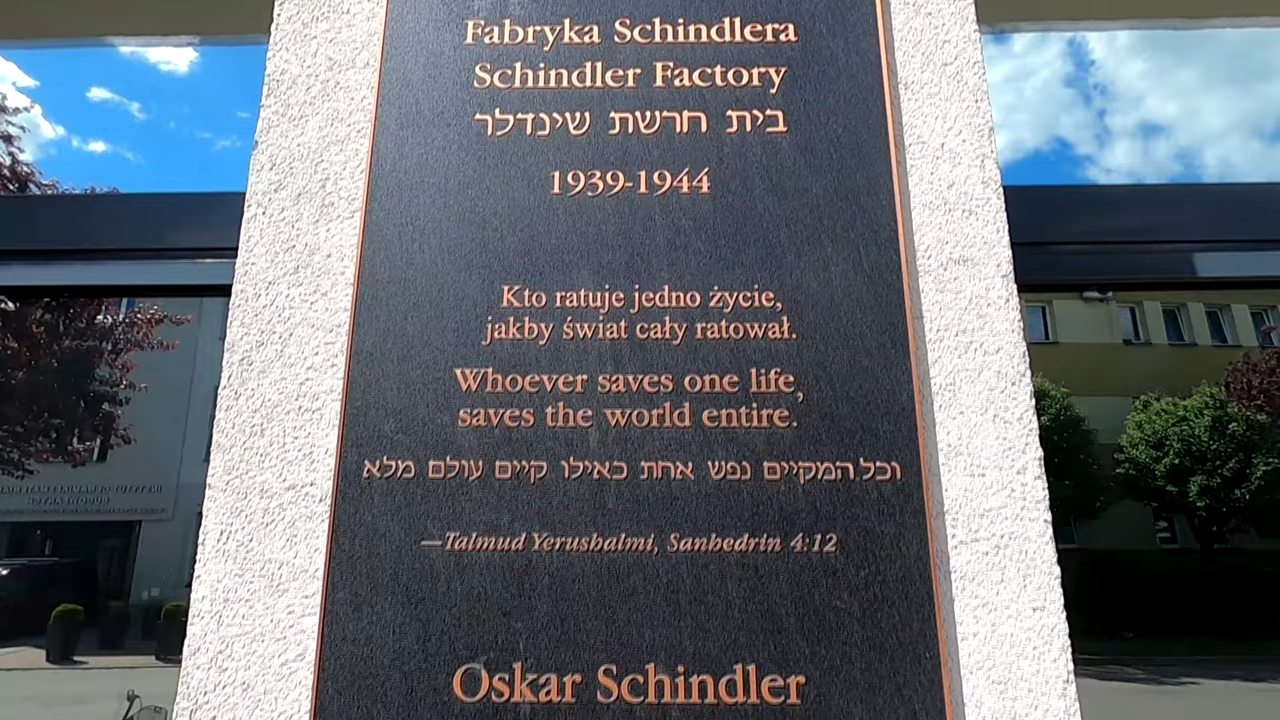 Fabryka Schindlera
Schindler Factory
בית חרשת שינדלר
1939-1944
Kto ratuje jedno życie,
jakby świat cały ratował.
Whoever saves one life,
saves the world entire.
וכל המקיים נפש אחת כאילו קיים עולם מלא
—Talmud Yerushalmi, Sanhedrin 4:12
Oskar Schindler